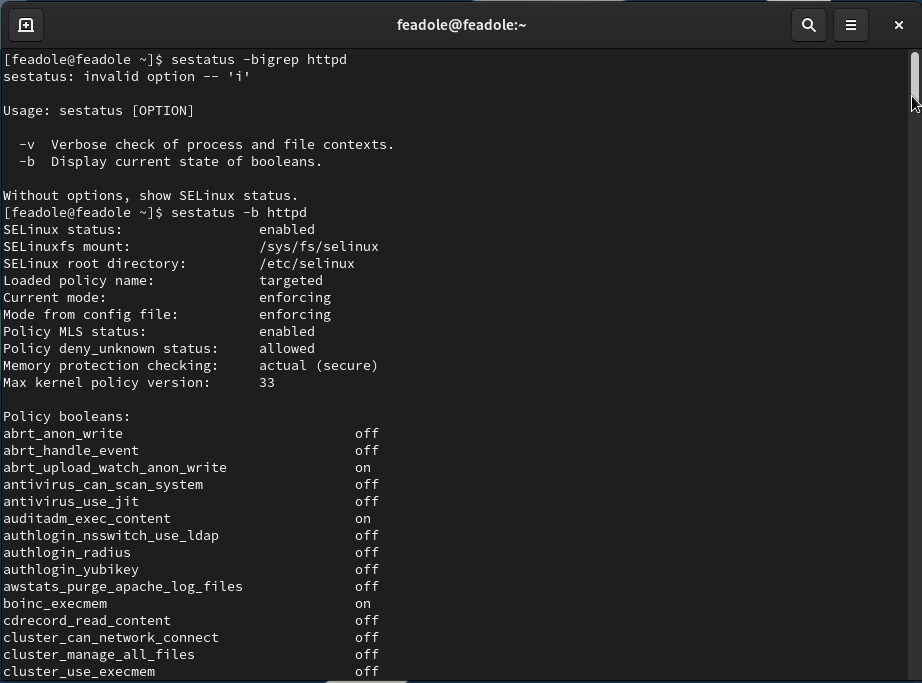 feadole@feadole:~
[feadole@feadole ~]$ sestatus -bigrep httpd
sestatus: invalid option -- 'i'
Usage: sestatus [OPTION]
-v  Verbose check of process and file contexts.
-b  Display current state of booleans.
Without options, show SELinux status.
[feadole@feadole ~]$ sestatus -b httpd
SELinux status:                 enabled
SELinuxfs mount:                /sys/fs/selinux
SELinux root directory:         /etc/selinux
Loaded policy name:             targeted
Current mode:                   enforcing
Mode from config file:          enforcing
Policy MLS status:              enabled
Policy deny_unknown status:     allowed
Memory protection checking:     actual (secure)
Max kernel policy version:      33
Policy booleans:
abrt_anon_write                             off
abrt_handle_event                           off
abrt_upload_watch_anon_write                on
antivirus_can_scan_system                   off
antivirus_use_jit                           off
auditadm_exec_content                       on
authlogin_nsswitch_use_ldap                 off
authlogin_radius                            off
authlogin_yubikey                           off
awstats_purge_apache_log_files              off
boinc_execmem                               on
cdrecord_read_content                       off
cluster_can_network_connect                 off
cluster_manage_all_files                    off
cluster_use_execmem                         off